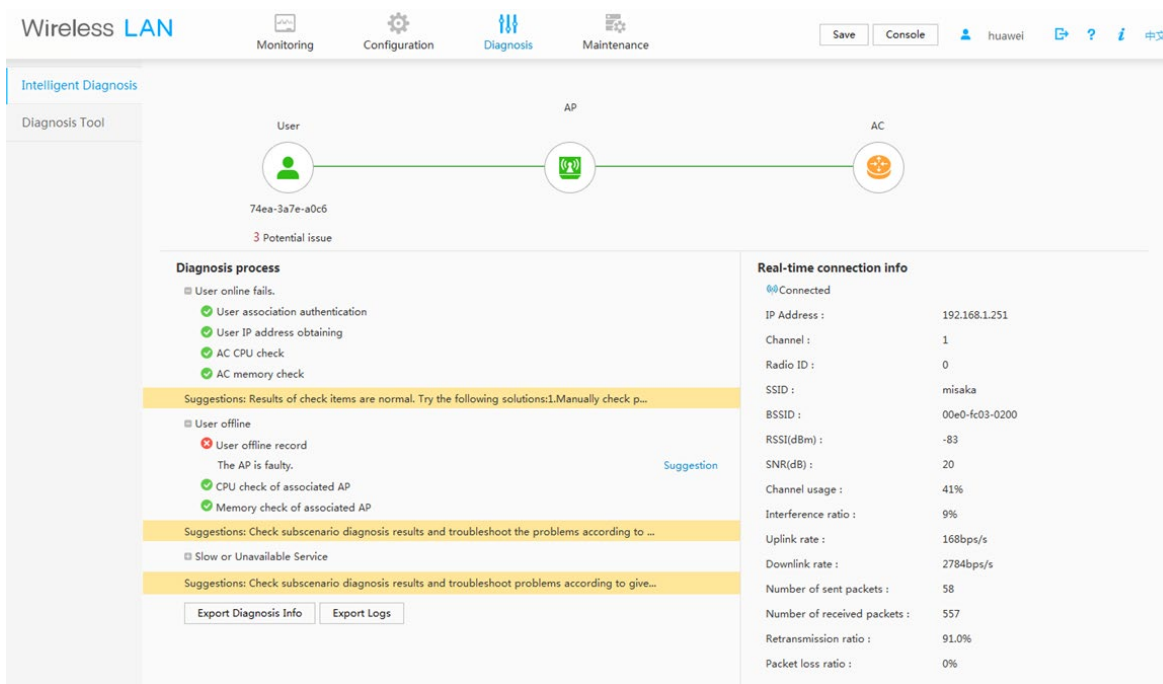 Wireless LAN
Monitoring
Configuration
Diagnosis
Maintenance
Save
Console
huawei
?
i
中文
Intelligent Diagnosis
Diagnosis Tool
User
AP
AC
74ea-3a7e-a0c6
3 Potential issue
Diagnosis process
User online fails.
User association authentication
User IP address obtaining
AC CPU check
AC memory check
Suggestions: Results of check items are normal. Try the following solutions:1.Manually check p...
User offline
User offline record
The AP is faulty. Suggestion
CPU check of associated AP
Memory check of associated AP
Suggestions: Check subscenario diagnosis results and troubleshoot the problems according to ...
Slow or Unavailable Service
Suggestions: Check subscenario diagnosis results and troubleshoot problems according to give...
Export Diagnosis Info
Export Logs
Real-time connection info
Connected
IP Address : 192.168.1.251
Channel : 1
Radio ID : 0
SSID : misaka
BSSID : 00e0-fc03-0200
RSSI(dBm) : -83
SNR(dB) : 20
Channel usage : 41%
Interference ratio : 9%
Uplink rate : 168bps/s
Downlink rate : 2784bps/s
Number of sent packets : 58
Number of received packets : 557
Retransmission ratio : 91.0%
Packet loss ratio : 0%